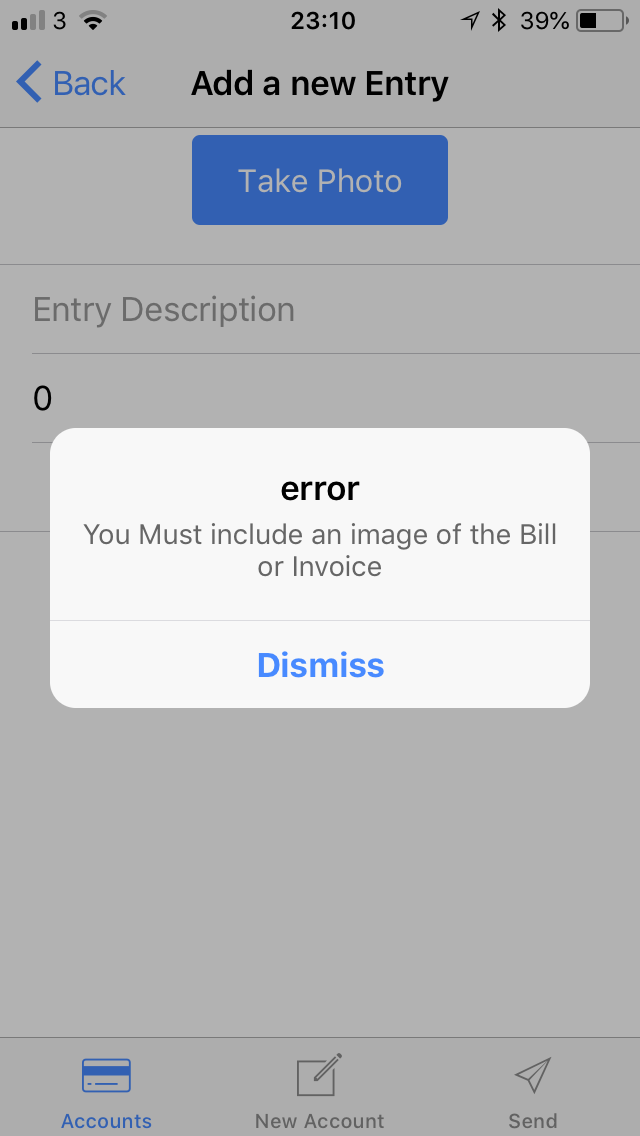 3 23:10 39%
Back Add a new Entry
Take Photo
Entry Description
0
error
You Must include an image of the Bill
or Invoice
Dismiss
Accounts New Account Send